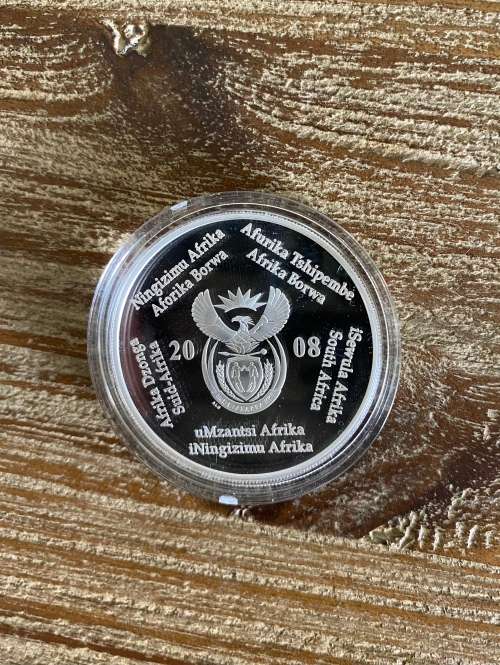 iNingizimu Afrika
Aforika Borwa
Afurika Tshipembe
Afrika Borwa
iSewula Afrika
South Africa
uMzantsi Afrika
iNingizimu Afrika
Afrika Dzonga
Suid-Afrika
20 08